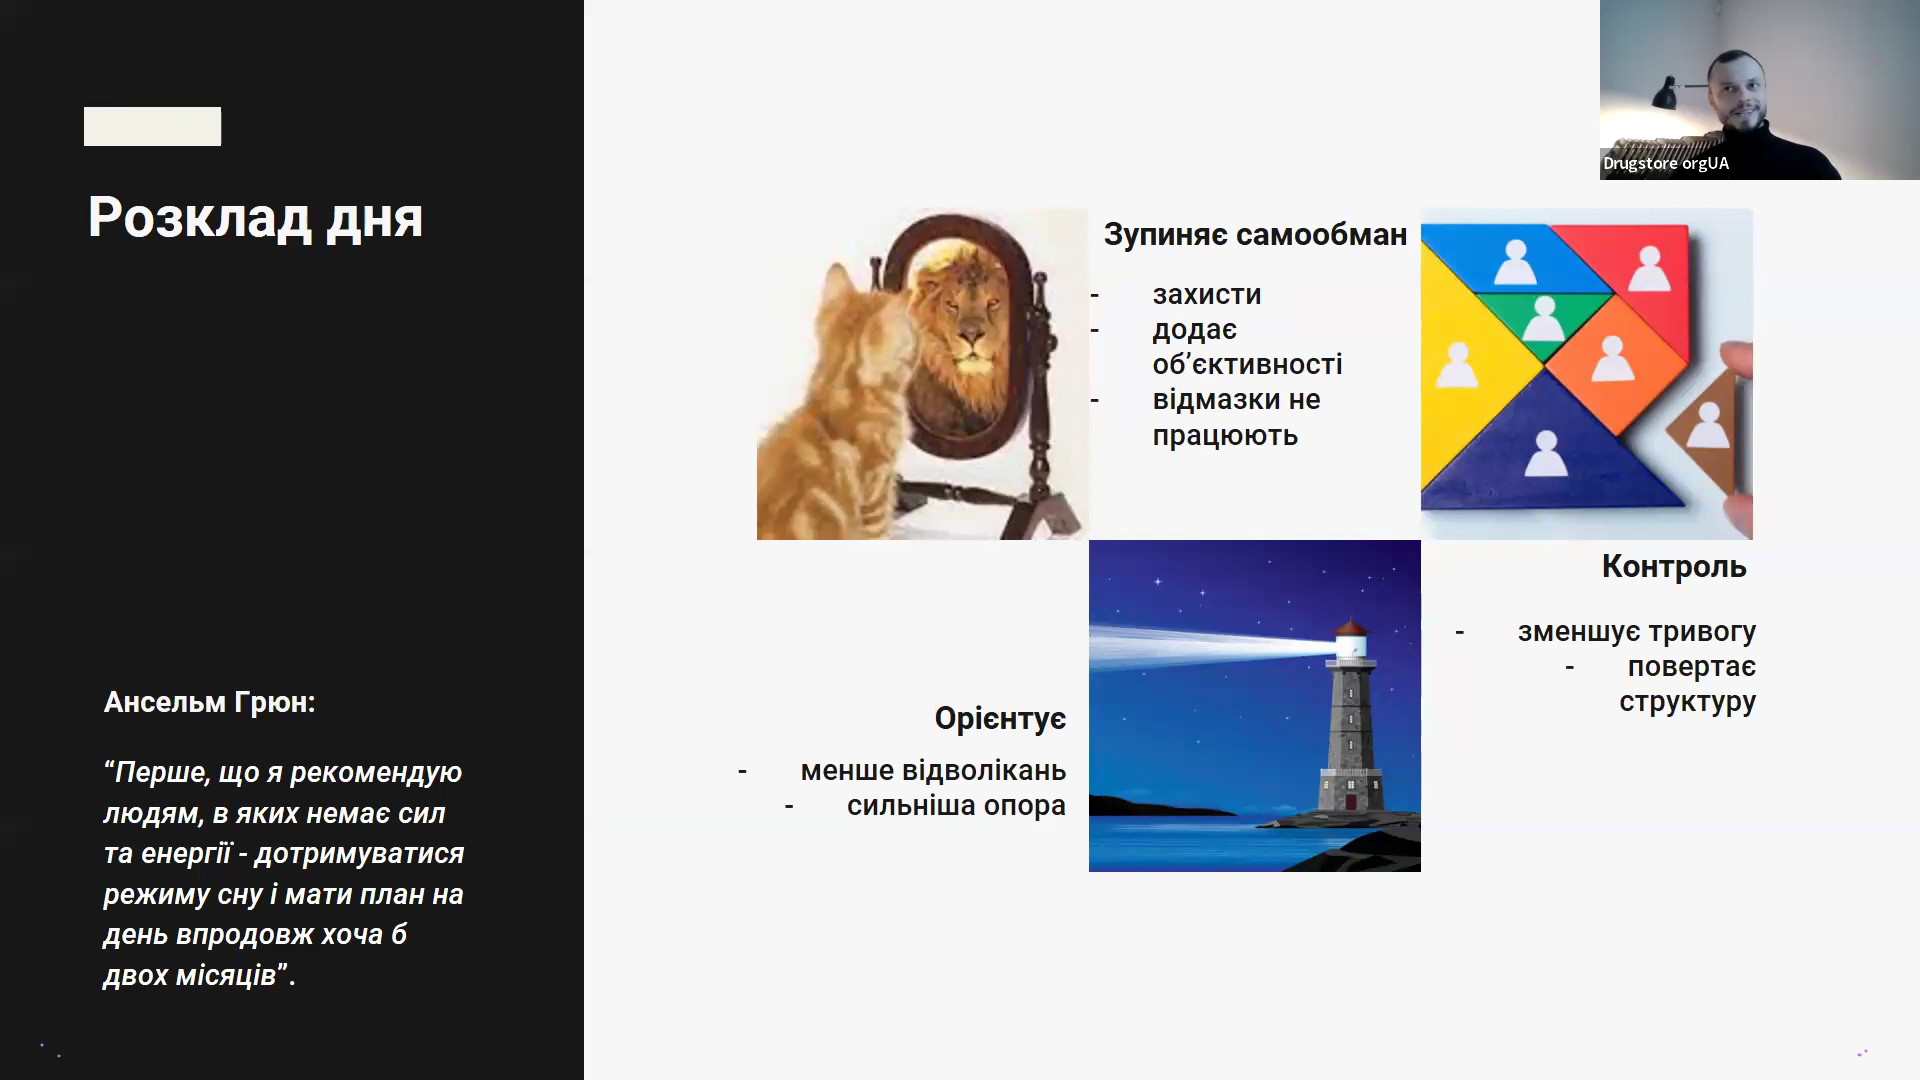 Розклад дня
Ансельм Грюн:
“Перше, що я рекомендую
людям, в яких немає сил
та енергії - дотримуватися
режиму сну і мати план на
день впродовж хоча б
двох місяців”.
Drugstore orgUA
Зупиняє самообман
- захисти
- додає
об’єктивності
- відмазки не
працюють
Контроль
- зменшує тривогу
- повертає
структуру
Орієнтує
- менше відволікань
- сильніша опора